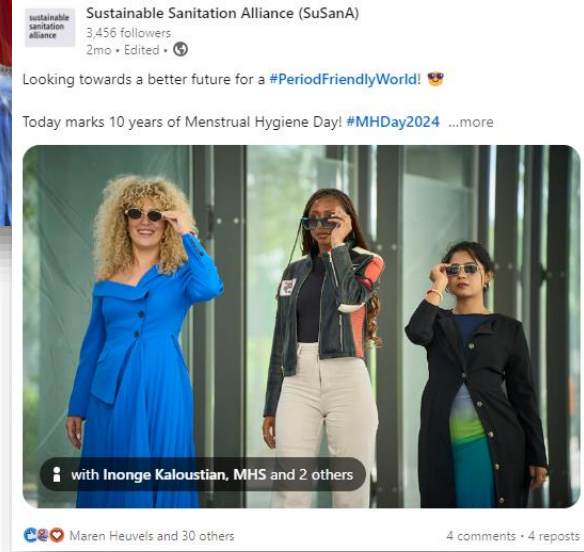 sustainable
sanitation
alliance
Sustainable Sanitation Alliance (SuSanA)
3,456 followers
2mo • Edited •
Looking towards a better future for a #PeriodFriendlyWorld! 😎
Today marks 10 years of Menstrual Hygiene Day! #MHDay2024 ...more
with Inonge Kaloustian, MHS and 2 others
Maren Heuvels and 30 others
4 comments • 4 reposts